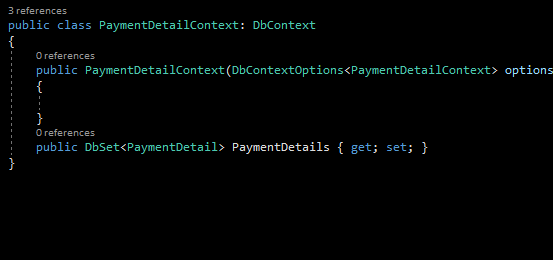 3 references
public class PaymentDetailContext: DbContext
{
0 references
public PaymentDetailContext(DbContextOptions<PaymentDetailContext> options
{
}
0 references
public DbSet<PaymentDetail> PaymentDetails { get; set; }
}